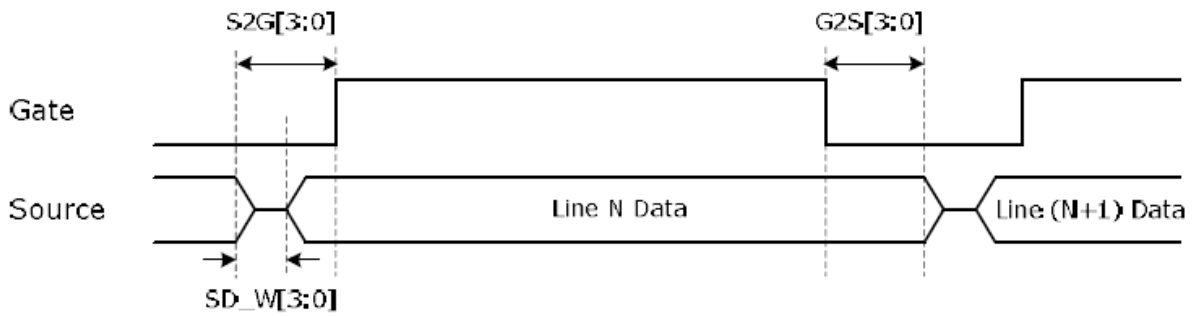 S2G[3:0]
G2S[3:0]
Gate
Source
Line N Data
Line (N+1) Data
SD_W[3:0]